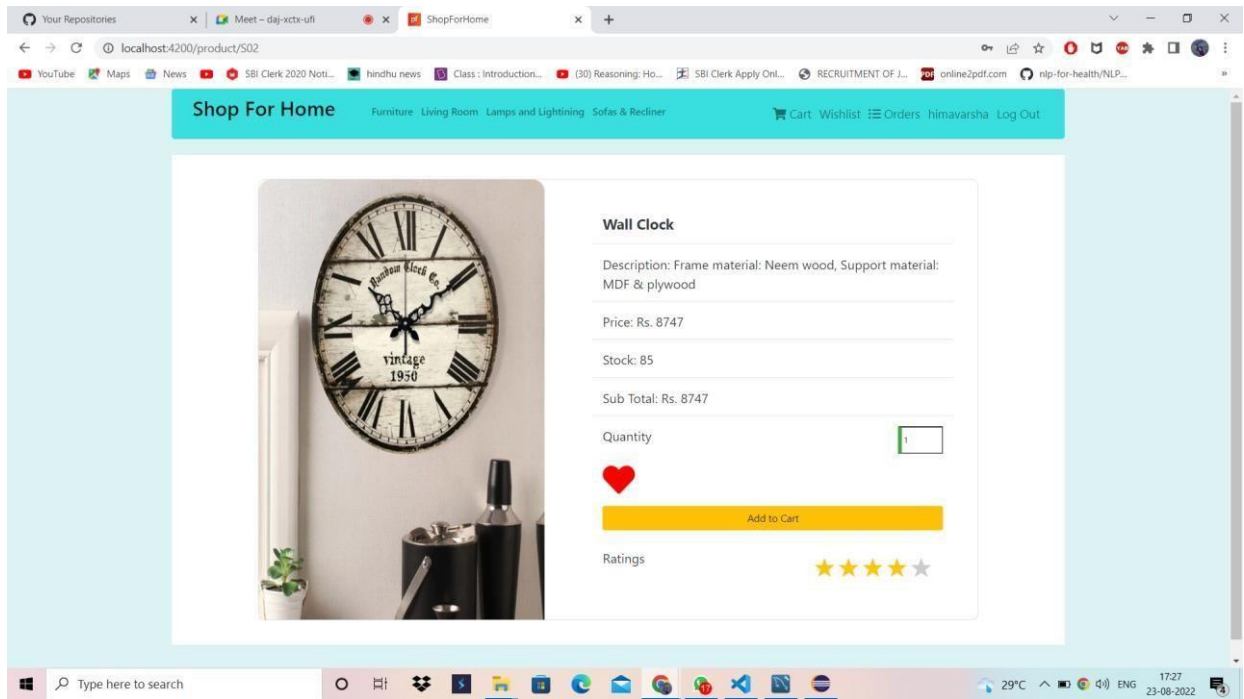 Your Repositories
Meet – daj-xctx-ufi
ShopForHome
localhost:4200/product/S02
YouTube Maps News SBI Clerk 2020 Noti... hindhu news Class : Introduction... (30) Reasoning: Ho... SBI Clerk Apply Onl... RECRUITMENT OF J... online2pdf.com nlp-for-health/NLP...
Shop For Home Furniture Living Room Lamps and Lightining Sofas & Recliner Cart Wishlist Orders himavarsha Log Out
Random Clock Co.
vintage
1950
Wall Clock
Description: Frame material: Neem wood, Support material:
MDF & plywood
Price: Rs. 8747
Stock: 85
Sub Total: Rs. 8747
Quantity 1
Add to Cart
Ratings
Type here to search
29°C ENG 17:27
23-08-2022